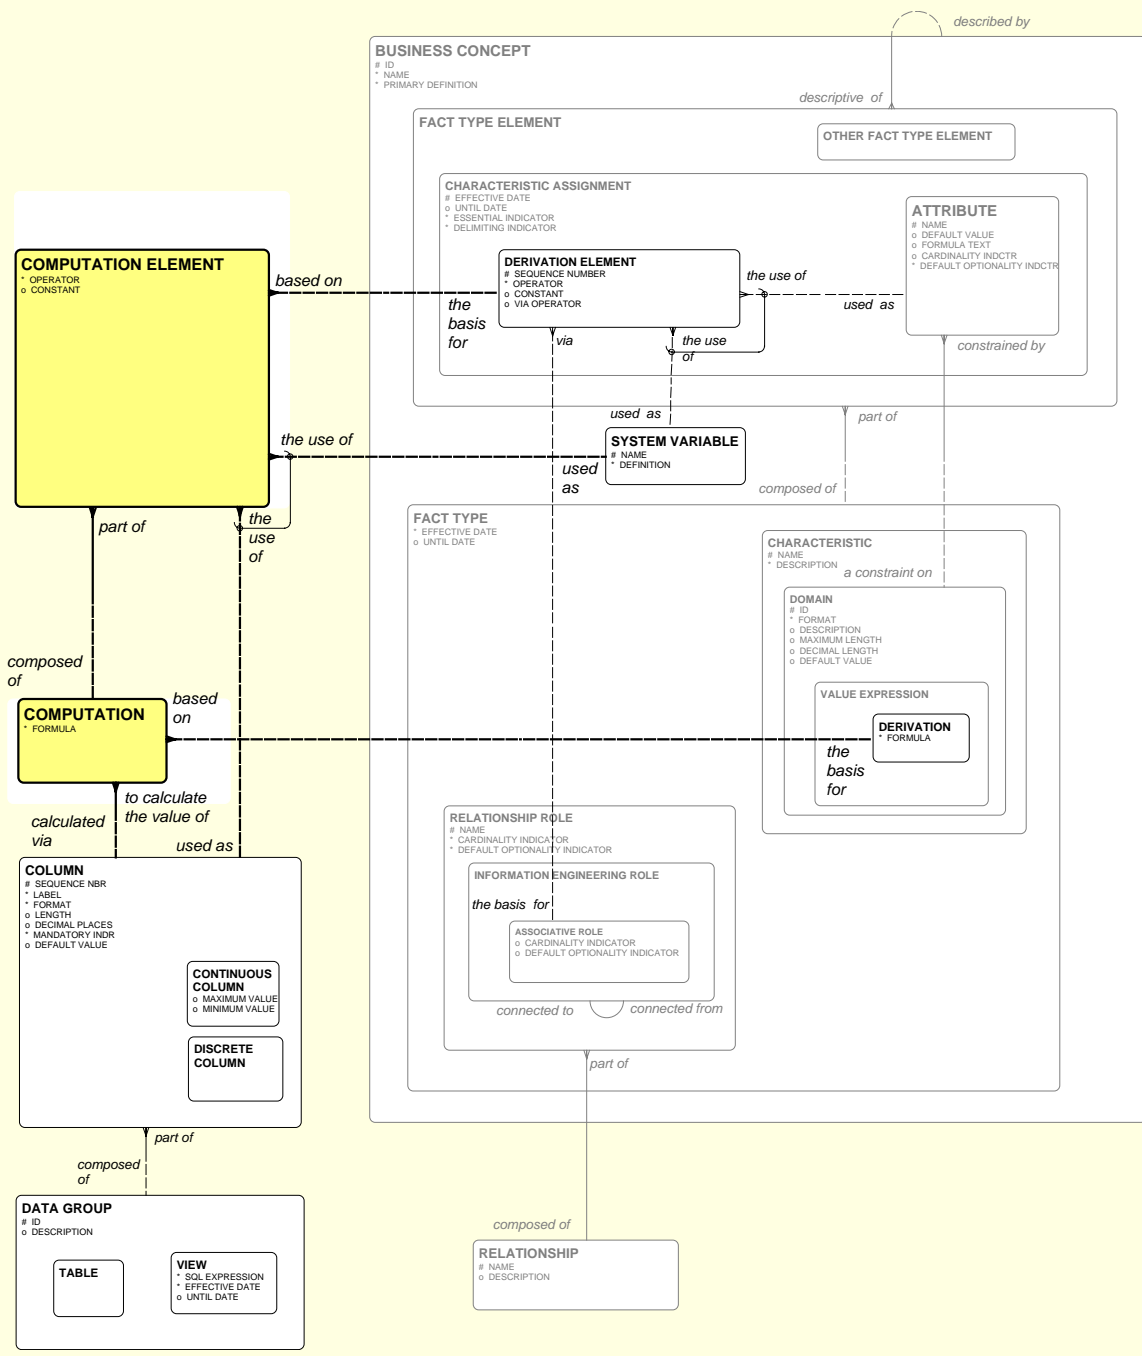 described by
BUSINESS CONCEPT
# ID
* NAME
* PRIMARY DEFINITION
descriptive of
FACT TYPE ELEMENT
OTHER FACT TYPE ELEMENT
CHARACTERISTIC ASSIGNMENT
# EFFECTIVE DATE
o UNTIL DATE
* ESSENTIAL INDICATOR
* DELIMITING INDICATOR
ATTRIBUTE
# NAME
o DEFAULT VALUE
o FORMULA TEXT
o CARDINALITY INDCTR
* DEFAULT OPTIONALITY INDCTR
COMPUTATION ELEMENT
* OPERATOR
o CONSTANT
based on
the
basis
for
DERIVATION ELEMENT
# SEQUENCE NUMBER
* OPERATOR
o CONSTANT
o VIA OPERATOR
the use of
used as
via
the use
of
constrained by
used as
part of
the use of
used
as
SYSTEM VARIABLE
# NAME
* DEFINITION
composed of
part of
the
use
of
FACT TYPE
* EFFECTIVE DATE
o UNTIL DATE
CHARACTERISTIC
# NAME
* DESCRIPTION
a constraint on
DOMAIN
# ID
* FORMAT
o DESCRIPTION
o MAXIMUM LENGTH
o DECIMAL LENGTH
o DEFAULT VALUE
composed
of
based
on
VALUE EXPRESSION
COMPUTATION
* FORMULA
DERIVATION
* FORMULA
the
basis
for
to calculate
the value of
calculated
via
used as
RELATIONSHIP ROLE
# NAME
* CARDINALITY INDICATOR
* DEFAULT OPTIONALITY INDICATOR
INFORMATION ENGINEERING ROLE
the basis for
ASSOCIATIVE ROLE
o CARDINALITY INDICATOR
o DEFAULT OPTIONALITY INDICATOR
connected to
connected from
COLUMN
# SEQUENCE NBR
* LABEL
* FORMAT
o LENGTH
o DECIMAL PLACES
* MANDATORY INDR
o DEFAULT VALUE
CONTINUOUS
COLUMN
o MAXIMUM VALUE
o MINIMUM VALUE
DISCRETE
COLUMN
part of
part of
composed
of
DATA GROUP
# ID
o DESCRIPTION
TABLE
VIEW
* SQL EXPRESSION
* EFFECTIVE DATE
o UNTIL DATE
composed of
RELATIONSHIP
# NAME
o DESCRIPTION